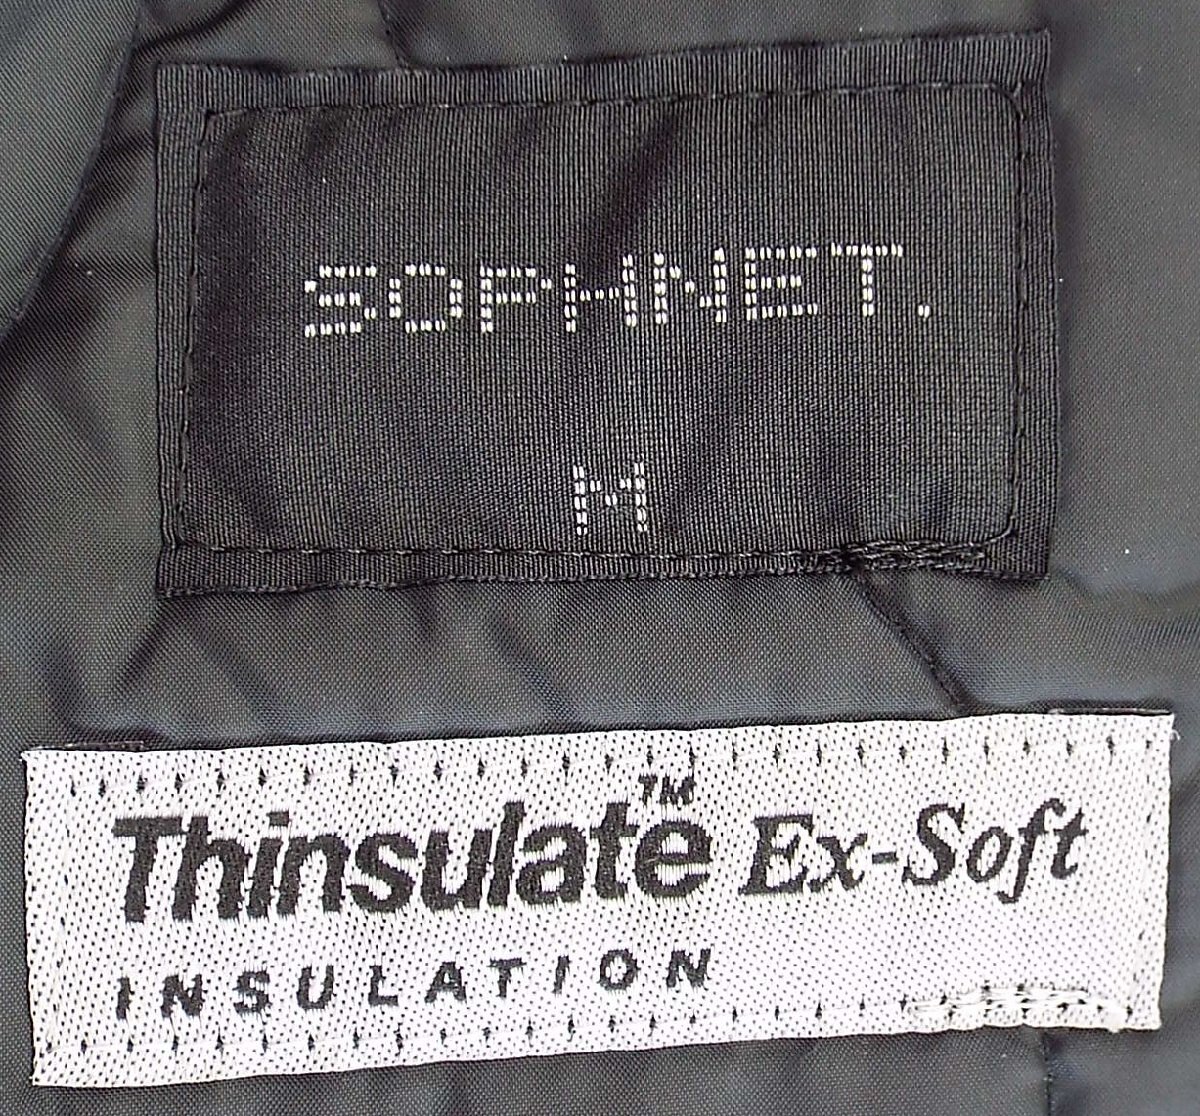 SOPHNET.
M
Thinsulate™ Ex-Soft
INSULATION